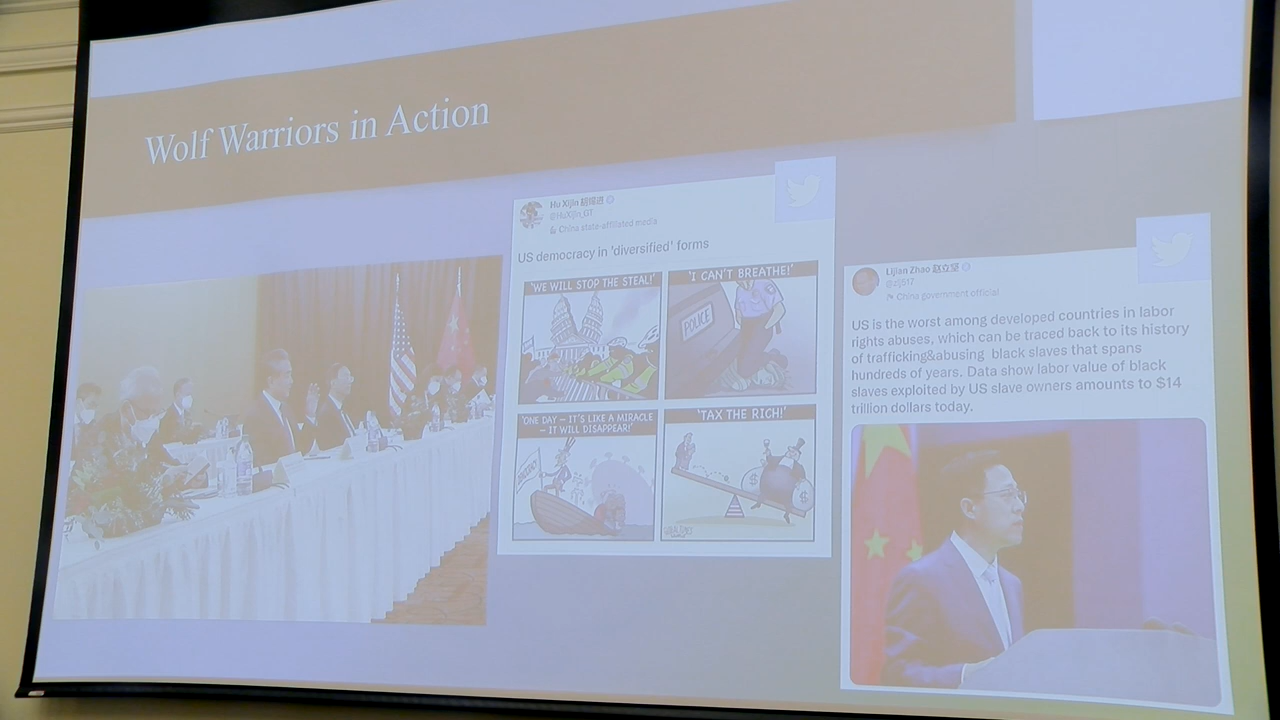 Wolf Warriors in Action
Hu Xijin 胡锡进
@HuXijin_GT
China state-affiliated media
US democracy in 'diversified' forms
'WE WILL STOP THE STEAL!'
'I CAN'T BREATHE!'
POLICE
'ONE DAY – IT'S LIKE A MIRACLE
– IT WILL DISAPPEAR!'
'TAX THE RICH!'
$
$
Lijian Zhao 赵立坚
@zlj517
China government official
US is the worst among developed countries in labor
rights abuses, which can be traced back to its history
of trafficking&abusing black slaves that spans
hundreds of years. Data show labor value of black
slaves exploited by US slave owners amounts to $14
trillion dollars today.